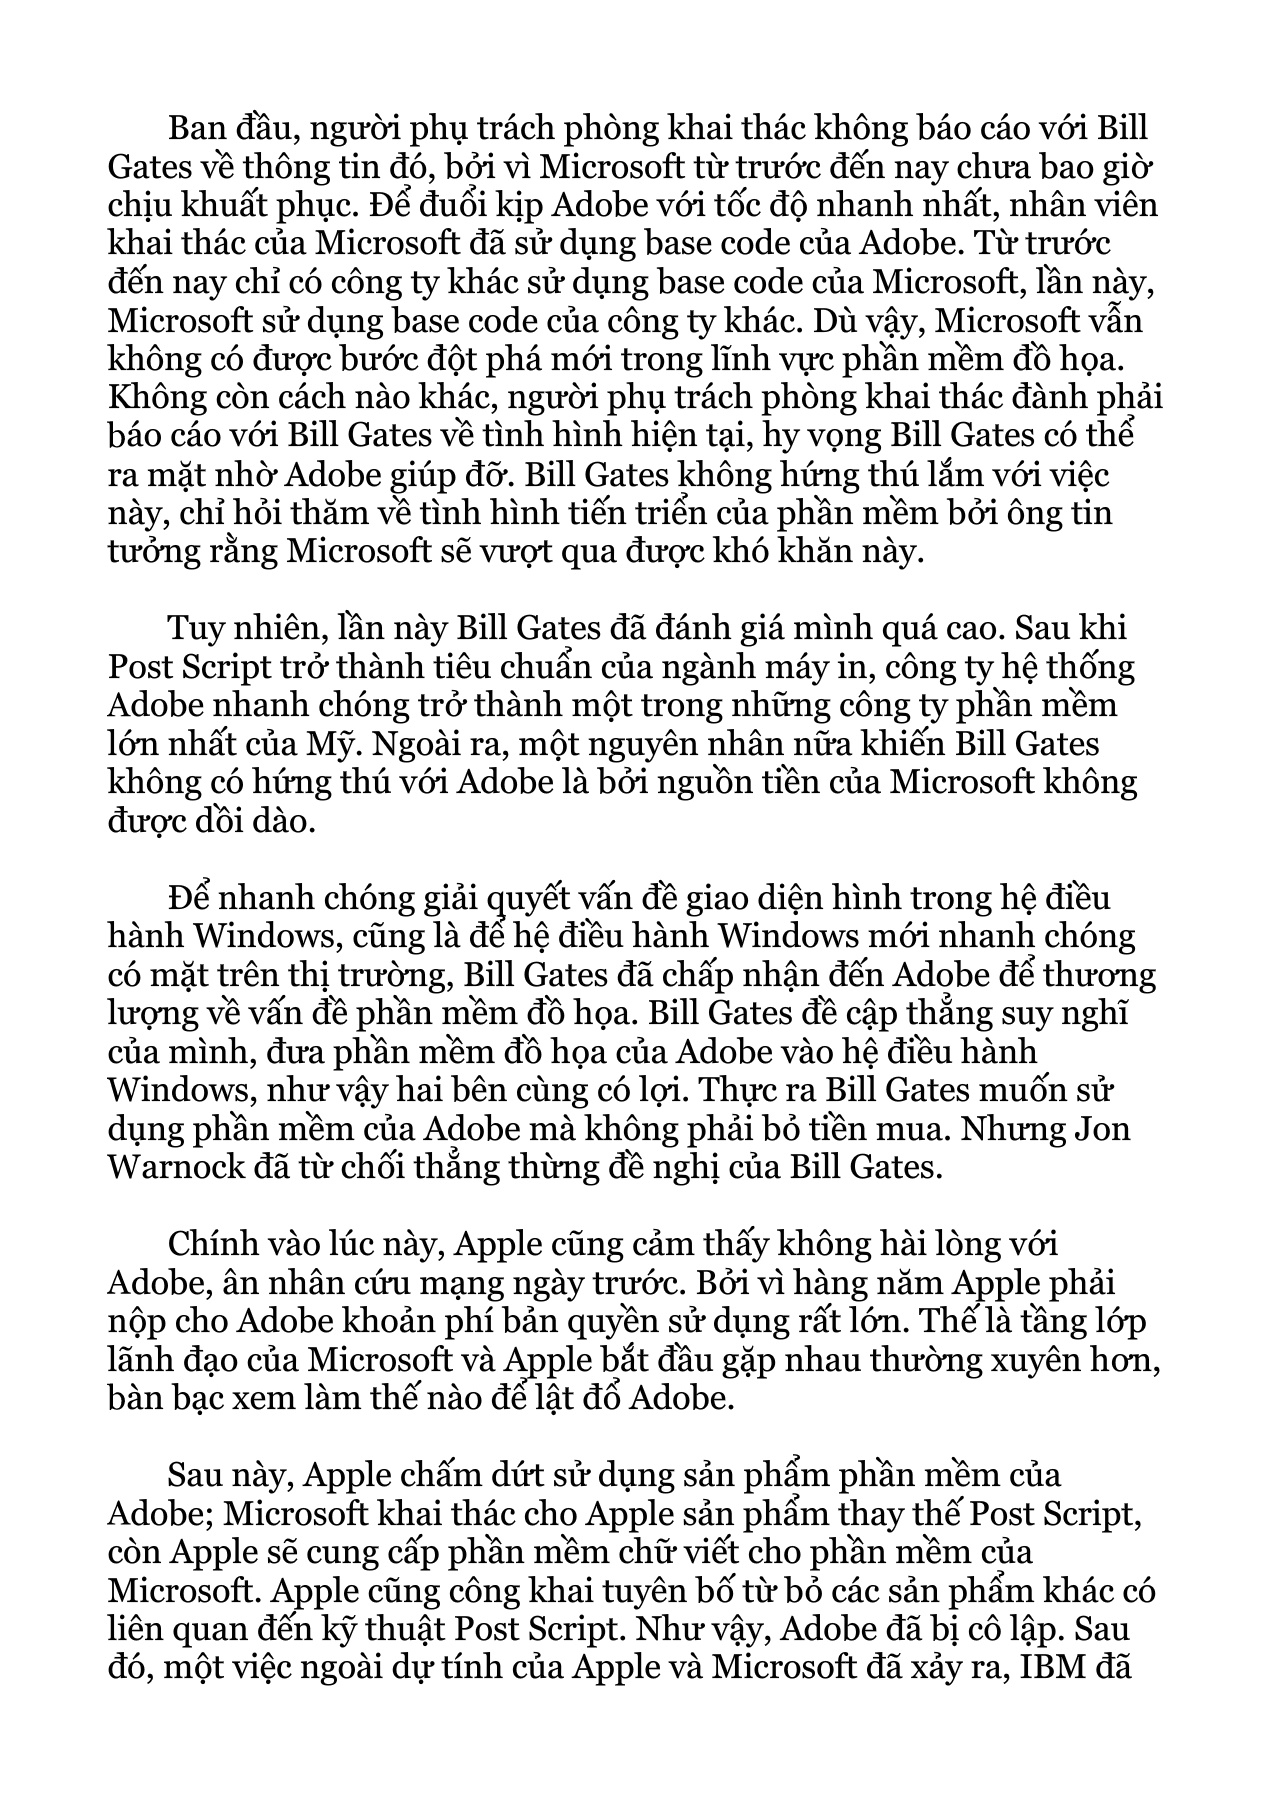 Ban đầu, người phụ trách phòng khai thác không báo cáo với Bill
Gates về thông tin đó, bởi vì Microsoft từ trước đến nay chưa bao giờ
chịu khuất phục. Để đuổi kịp Adobe với tốc độ nhanh nhất, nhân viên
khai thác của Microsoft đã sử dụng base code của Adobe. Từ trước
đến nay chỉ có công ty khác sử dụng base code của Microsoft, lần này,
Microsoft sử dụng base code của công ty khác. Dù vậy, Microsoft vẫn
không có được bước đột phá mới trong lĩnh vực phần mềm đồ họa.
Không còn cách nào khác, người phụ trách phòng khai thác đành phải
báo cáo với Bill Gates về tình hình hiện tại, hy vọng Bill Gates có thể
ra mặt nhờ Adobe giúp đỡ. Bill Gates không hứng thú lắm với việc
này, chỉ hỏi thăm về tình hình tiến triển của phần mềm bởi ông tin
tưởng rằng Microsoft sẽ vượt qua được khó khăn này.
Tuy nhiên, lần này Bill Gates đã đánh giá mình quá cao. Sau khi
Post Script trở thành tiêu chuẩn của ngành máy in, công ty hệ thống
Adobe nhanh chóng trở thành một trong những công ty phần mềm
lớn nhất của Mỹ. Ngoài ra, một nguyên nhân nữa khiến Bill Gates
không có hứng thú với Adobe là bởi nguồn tiền của Microsoft không
được dồi dào.
Để nhanh chóng giải quyết vấn đề giao diện hình trong hệ điều
hành Windows, cũng là để hệ điều hành Windows mới nhanh chóng
có mặt trên thị trường, Bill Gates đã chấp nhận đến Adobe để thương
lượng về vấn đề phần mềm đồ họa. Bill Gates đề cập thẳng suy nghĩ
của mình, đưa phần mềm đồ họa của Adobe vào hệ điều hành
Windows, như vậy hai bên cùng có lợi. Thực ra Bill Gates muốn sử
dụng phần mềm của Adobe mà không phải bỏ tiền mua. Nhưng Jon
Warnock đã từ chối thẳng thừng đề nghị của Bill Gates.
Chính vào lúc này, Apple cũng cảm thấy không hài lòng với
Adobe, ân nhân cứu mạng ngày trước. Bởi vì hàng năm Apple phải
nộp cho Adobe khoản phí bản quyền sử dụng rất lớn. Thế là tầng lớp
lãnh đạo của Microsoft và Apple bắt đầu gặp nhau thường xuyên hơn,
bàn bạc xem làm thế nào để lật đổ Adobe.
Sau này, Apple chấm dứt sử dụng sản phẩm phần mềm của
Adobe; Microsoft khai thác cho Apple sản phẩm thay thế Post Script,
còn Apple sẽ cung cấp phần mềm chữ viết cho phần mềm của
Microsoft. Apple cũng công khai tuyên bố từ bỏ các sản phẩm khác có
liên quan đến kỹ thuật Post Script. Như vậy, Adobe đã bị cô lập. Sau
đó, một việc ngoài dự tính của Apple và Microsoft đã xảy ra, IBM đã